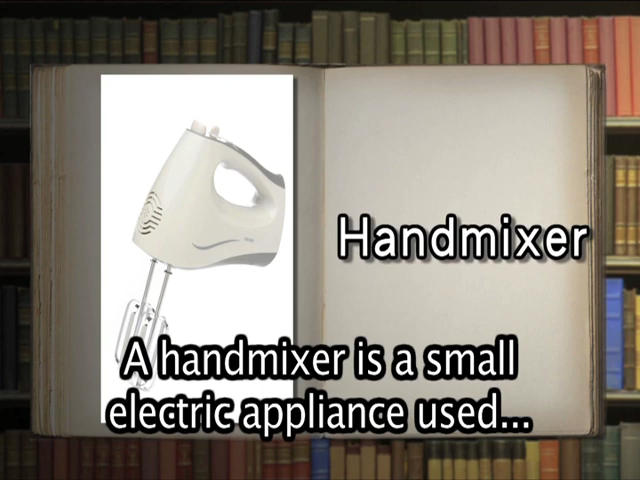 Handmixer
A handmixer is a small
electric appliance used...